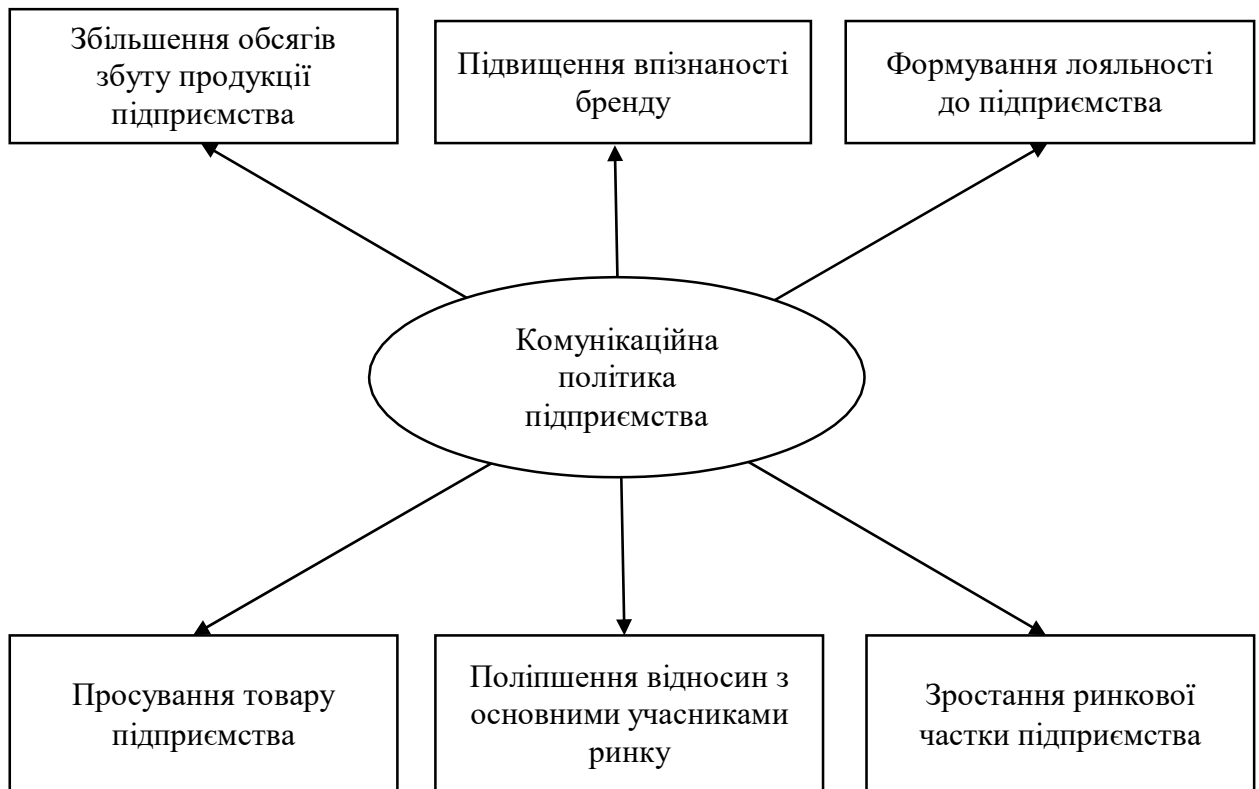 Збільшення обсягів
збуту продукції
підприємства
Підвищення впізнаності
бренду
Формування лояльності
до підприємства
Комунікаційна
політика
підприємства
Просування товару
підприємства
Поліпшення відносин з
основними учасниками
ринку
Зростання ринкової
частки підприємства